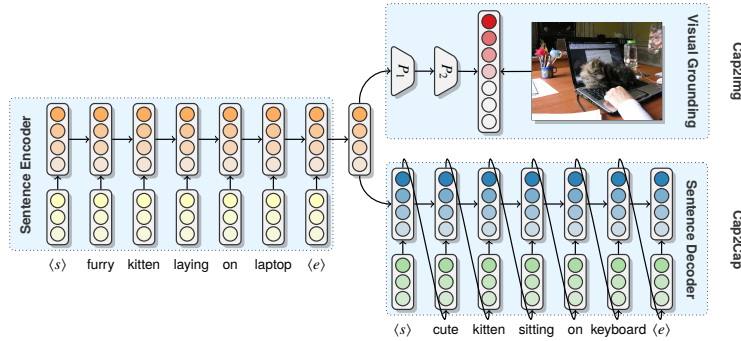 Sentence Encoder
⟨s⟩ furry kitten laying on laptop ⟨e⟩
P₁ P₂
Visual Grounding
Cap2Img
Sentence Decoder
Cap2Cap
⟨s⟩ cute kitten sitting on keyboard ⟨e⟩